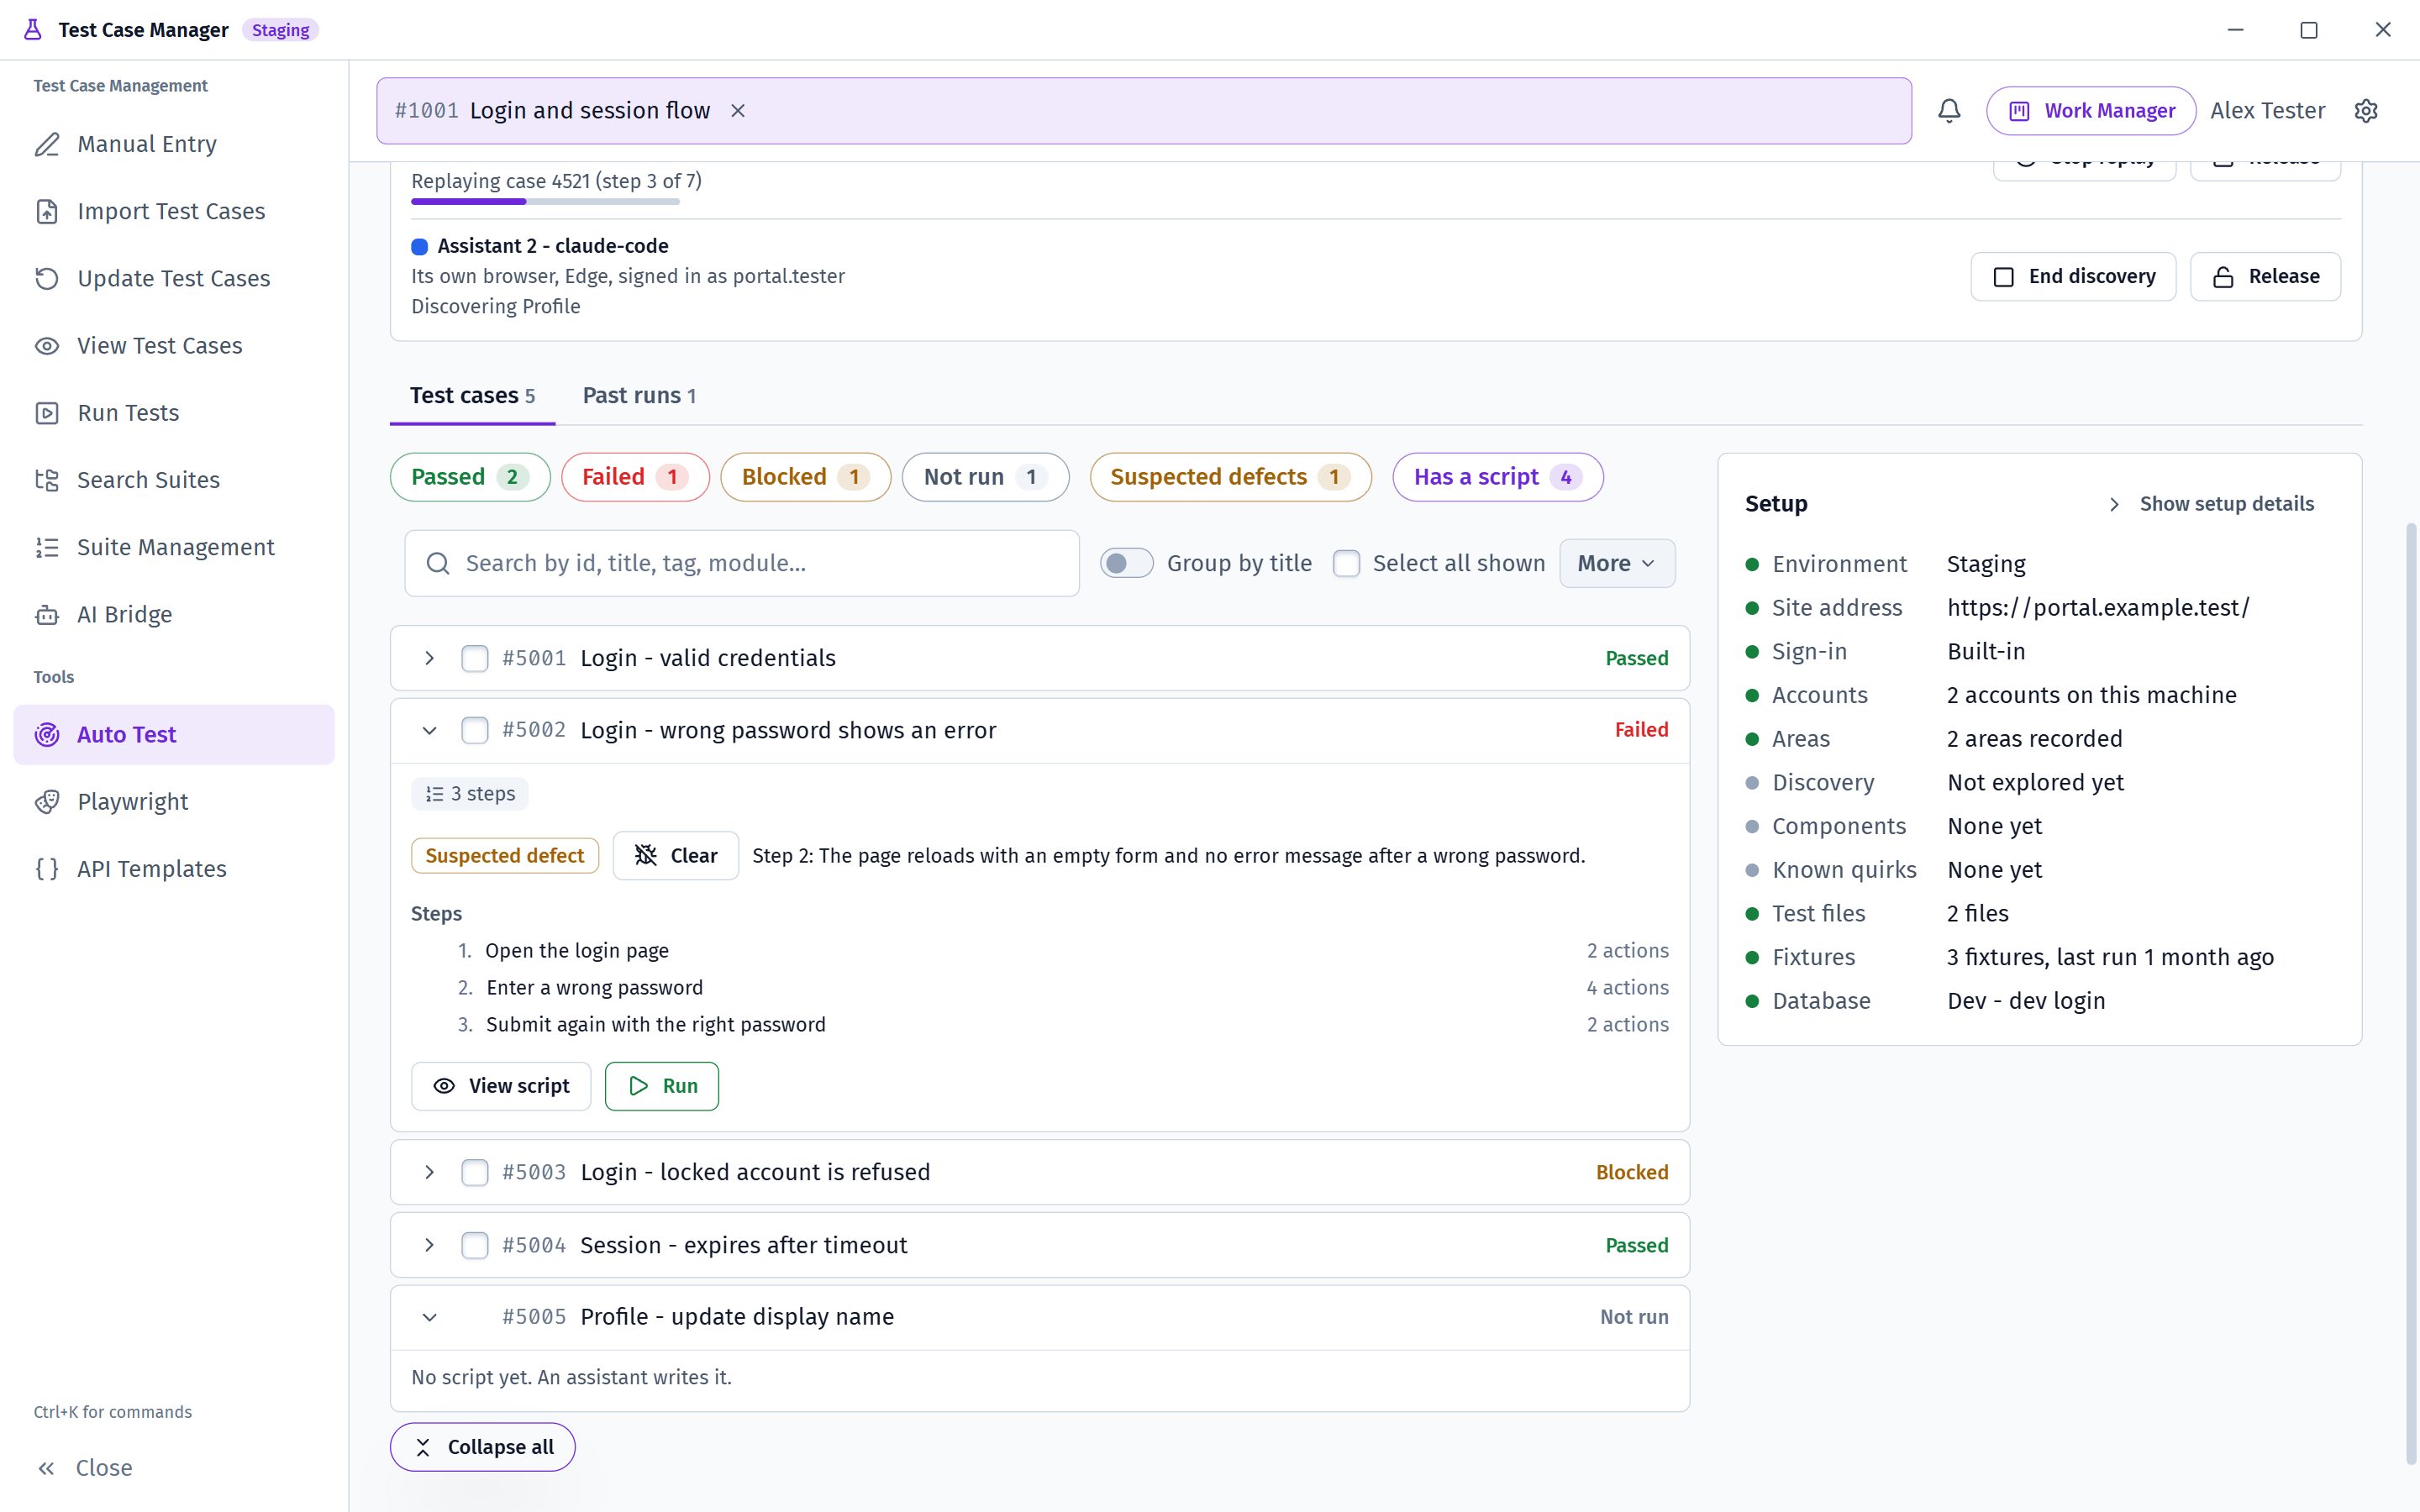 Test Case Manager Staging
Test Case Management
Manual Entry
Import Test Cases
Update Test Cases
View Test Cases
Run Tests
Search Suites
Suite Management
AI Bridge
Tools
Auto Test
Playwright
API Templates
Ctrl+K for commands
Close
#1001 Login and session flow
Work Manager
Alex Tester
Stop replay
Release
Replaying case 4521 (step 3 of 7)
Assistant 2 - claude-code
Its own browser, Edge, signed in as portal.tester
Discovering Profile
End discovery
Release
Test cases 5
Past runs 1
Passed 2
Failed 1
Blocked 1
Not run 1
Suspected defects 1
Has a script 4
Search by id, title, tag, module...
Group by title
Select all shown
More
#5001 Login - valid credentials Passed
#5002 Login - wrong password shows an error Failed
3 steps
Suspected defect
Clear
Step 2: The page reloads with an empty form and no error message after a wrong password.
Steps
1. Open the login page 2 actions
2. Enter a wrong password 4 actions
3. Submit again with the right password 2 actions
View script
Run
#5003 Login - locked account is refused Blocked
#5004 Session - expires after timeout Passed
#5005 Profile - update display name Not run
No script yet. An assistant writes it.
Collapse all
Setup
Show setup details
Environment Staging
Site address https://portal.example.test/
Sign-in Built-in
Accounts 2 accounts on this machine
Areas 2 areas recorded
Discovery Not explored yet
Components None yet
Known quirks None yet
Test files 2 files
Fixtures 3 fixtures, last run 1 month ago
Database Dev - dev login